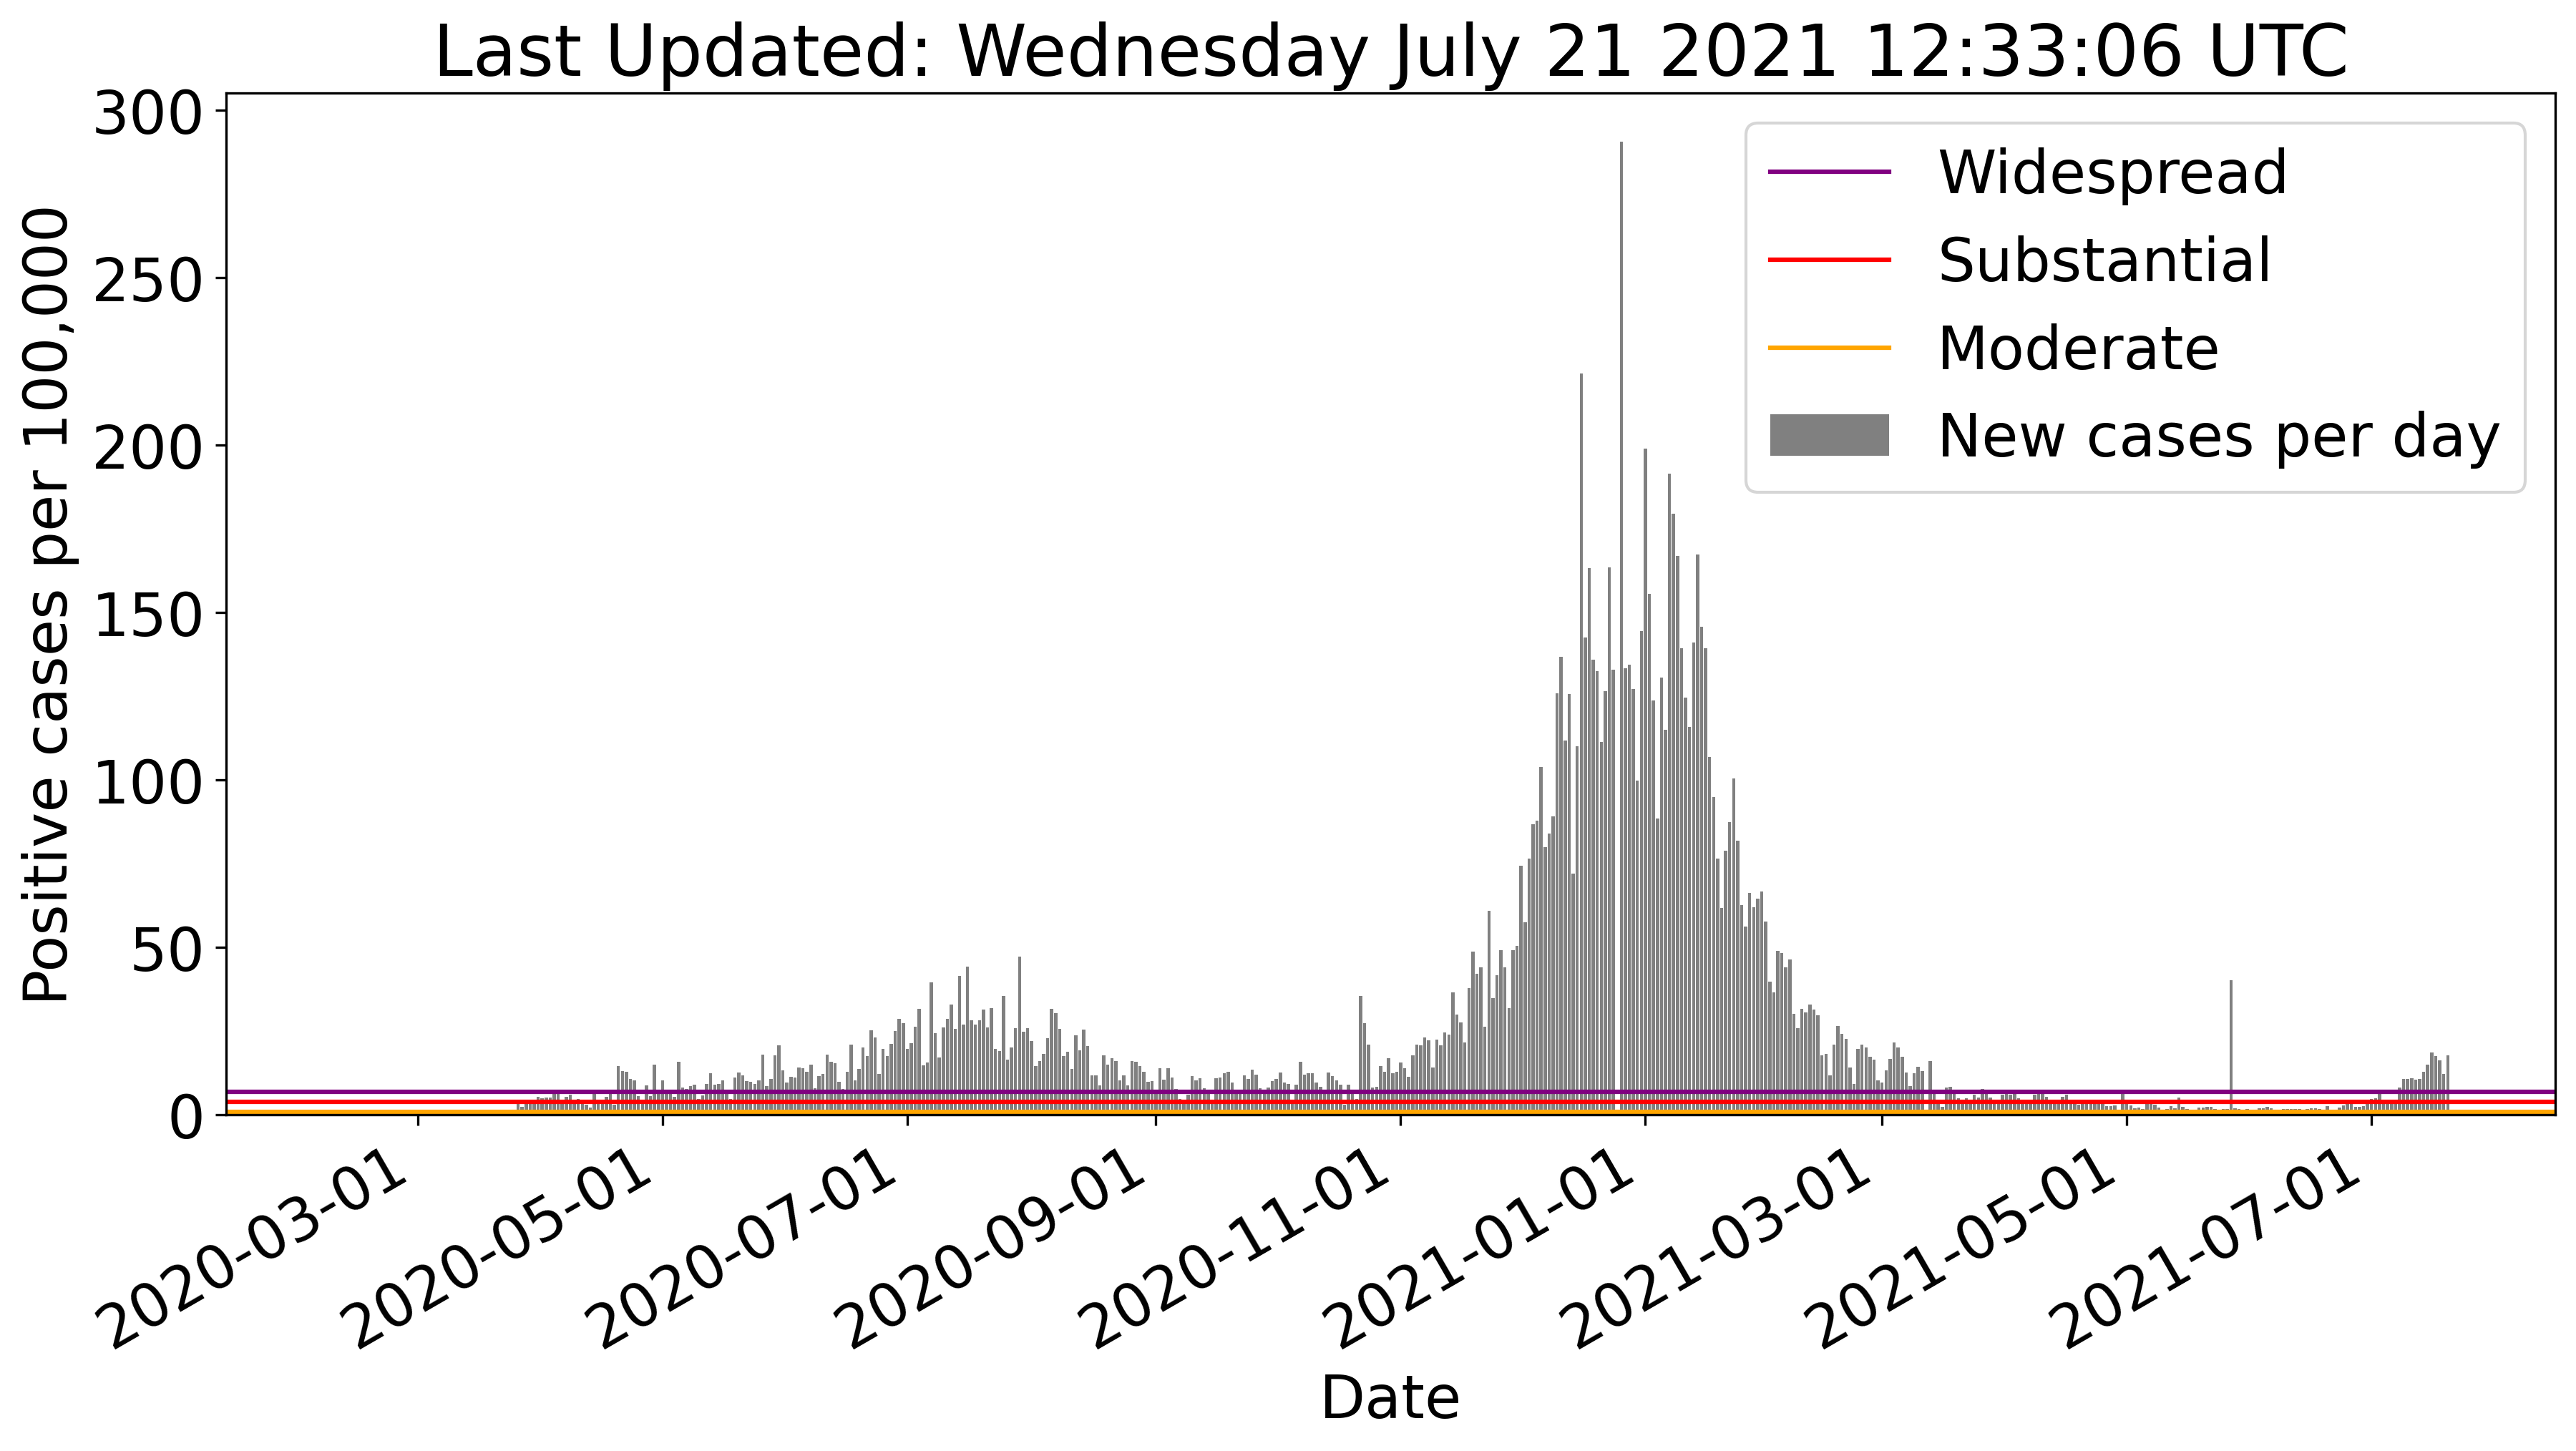 Last Updated: Wednesday July 21 2021 12:33:06 UTC
300
250
200
150
100
50
0
Positive cases per 100,000
Widespread
Substantial
Moderate
New cases per day
2020-03-01
2020-05-01
2020-07-01
2020-09-01
2020-11-01
2021-01-01
2021-03-01
2021-05-01
2021-07-01
Date